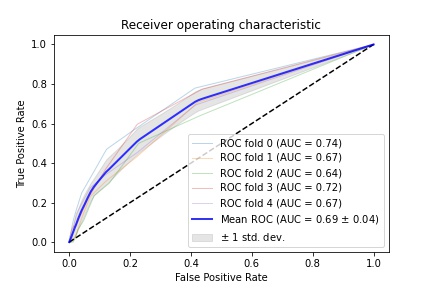 Receiver operating characteristic
True Positive Rate
1.0
0.8
0.6
0.4
0.2
0.0
ROC fold 0 (AUC = 0.74)
ROC fold 1 (AUC = 0.67)
ROC fold 2 (AUC = 0.64)
ROC fold 3 (AUC = 0.72)
ROC fold 4 (AUC = 0.67)
Mean ROC (AUC = 0.69 ± 0.04)
± 1 std. dev.
0.0 0.2 0.4 0.6 0.8 1.0
False Positive Rate